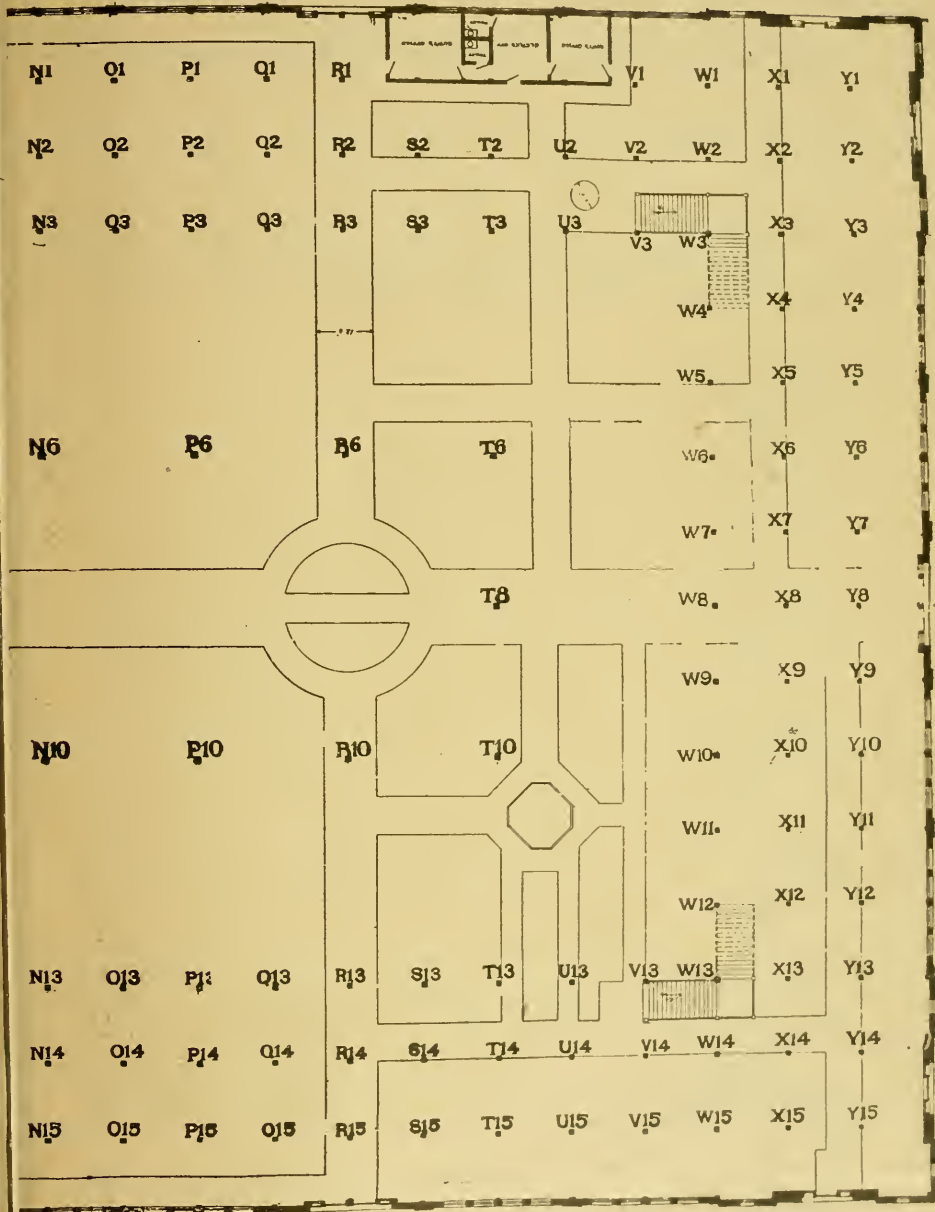 N1 O1 P1 Q1 R1 V1 W1 X1 Y1
N2 O2 P2 Q2 R2 S2 T2 U2 V2 W2 X2 Y2
N3 O3 P3 Q3 R3 S3 T3 U3 V3 W3 X3 Y3
W4 X4 Y4
W5 X5 Y5
N6 P6 R6 T6 W6 X6 Y6
W7 X7 Y7
T8 W8 X8 Y8
W9 X9 Y9
N10 P10 R10 T10 W10 X10 Y10
W11 X11 Y11
W12 X12 Y12
N13 O13 P13 Q13 R13 S13 T13 U13 V13 W13 X13 Y13
N14 O14 P14 Q14 R14 S14 T14 U14 V14 W14 X14 Y14
N15 O15 P15 Q15 R15 S15 T15 U15 V15 W15 X15 Y15